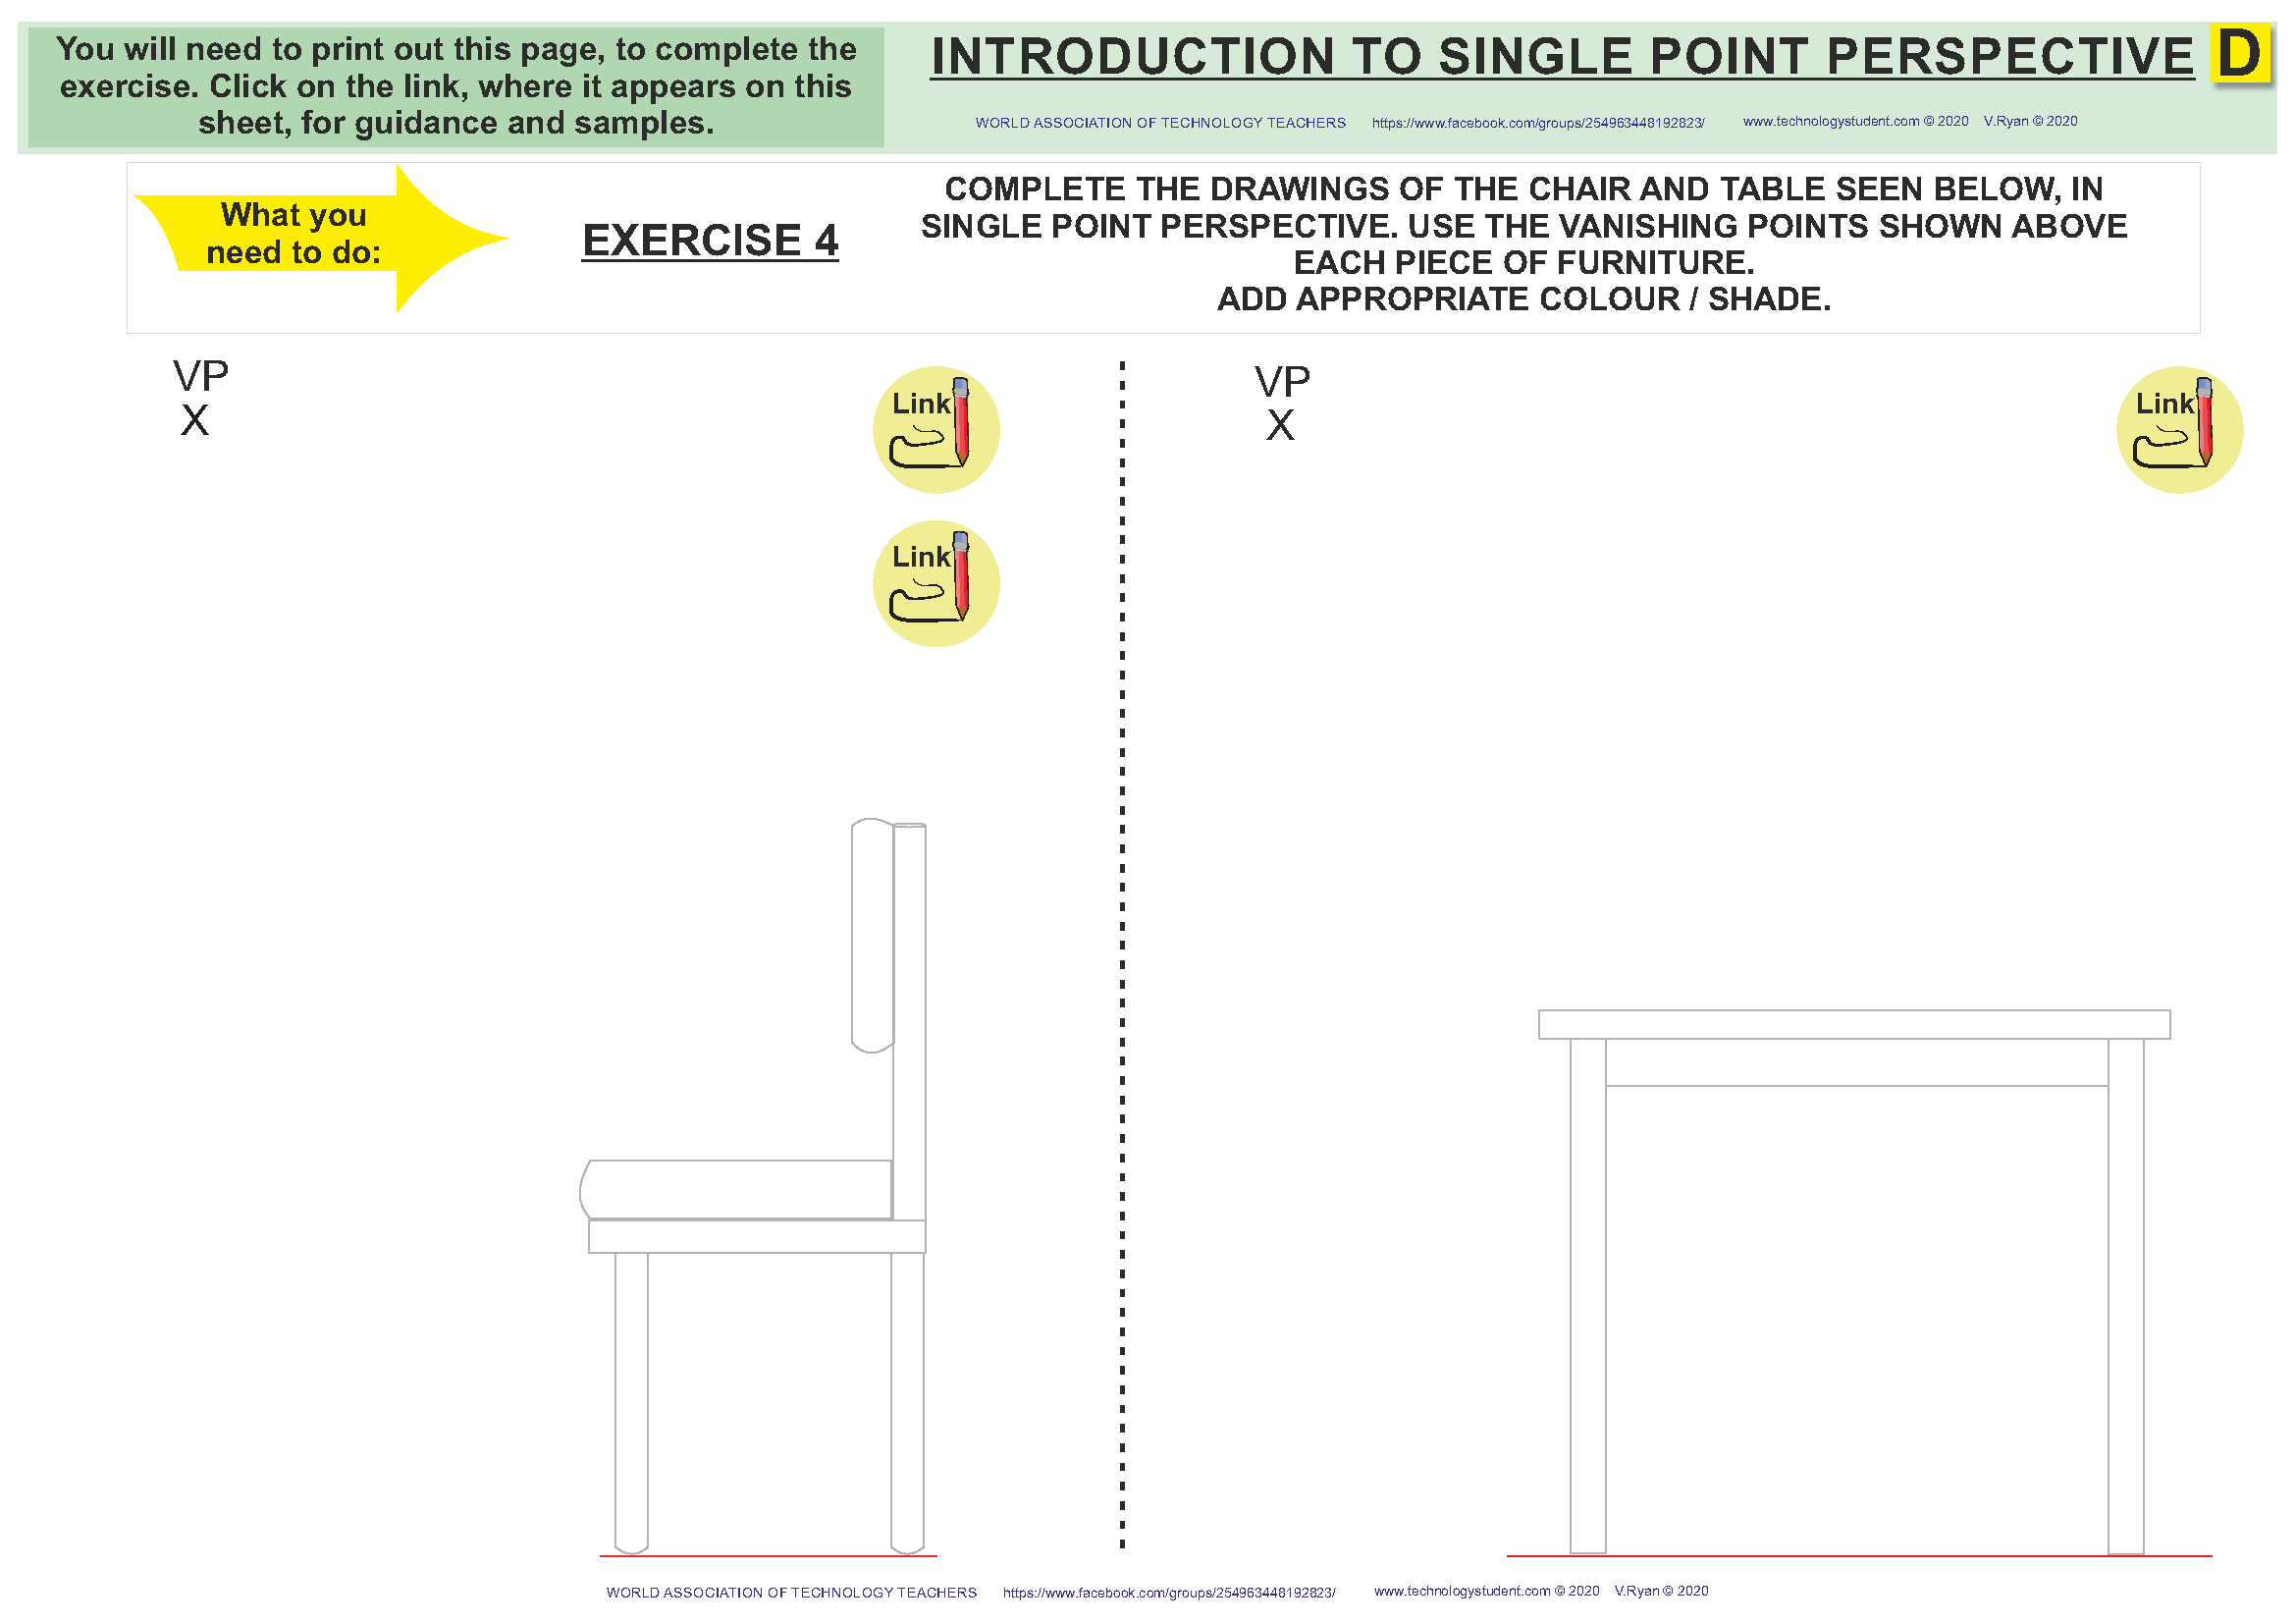 You will need to print out this page, to complete the
exercise. Click on the link, where it appears on this
sheet, for guidance and samples.
INTRODUCTION TO SINGLE POINT PERSPECTIVE
D
WORLD ASSOCIATION OF TECHNOLOGY TEACHERS https://www.facebook.com/groups/254963448192823/ www.technologystudent.com © 2020 V.Ryan © 2020
What you
need to do:
EXERCISE 4
COMPLETE THE DRAWINGS OF THE CHAIR AND TABLE SEEN BELOW, IN
SINGLE POINT PERSPECTIVE. USE THE VANISHING POINTS SHOWN ABOVE
EACH PIECE OF FURNITURE.
ADD APPROPRIATE COLOUR / SHADE.
VP
X
Link
Link
VP
X
Link
WORLD ASSOCIATION OF TECHNOLOGY TEACHERS https://www.facebook.com/groups/254963448192823/ www.technologystudent.com © 2020 V.Ryan © 2020